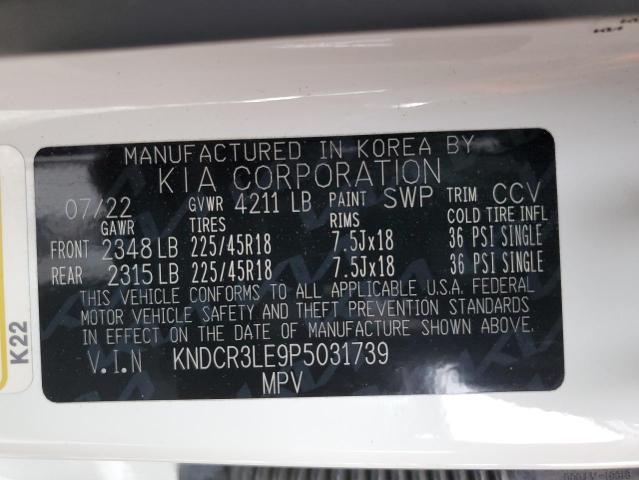 MANUFACTURED IN KOREA BY
KIA CORPORATION
07/22 GVWR 4211 LB PAINT SWP TRIM CCV
GAWR TIRES RIMS COLD TIRE INFL
FRONT 2348 LB 225/45R18 7.5Jx18 36 PSI SINGLE
REAR 2315 LB 225/45R18 7.5Jx18 36 PSI SINGLE
THIS VEHICLE CONFORMS TO ALL APPLICABLE U.S.A. FEDERAL
MOTOR VEHICLE SAFETY AND THEFT PREVENTION STANDARDS
IN EFFECT ON THE DATE OF MANUFACTURE SHOWN ABOVE.
V.I.N KNDCR3LE9P5031739
MPV
K22